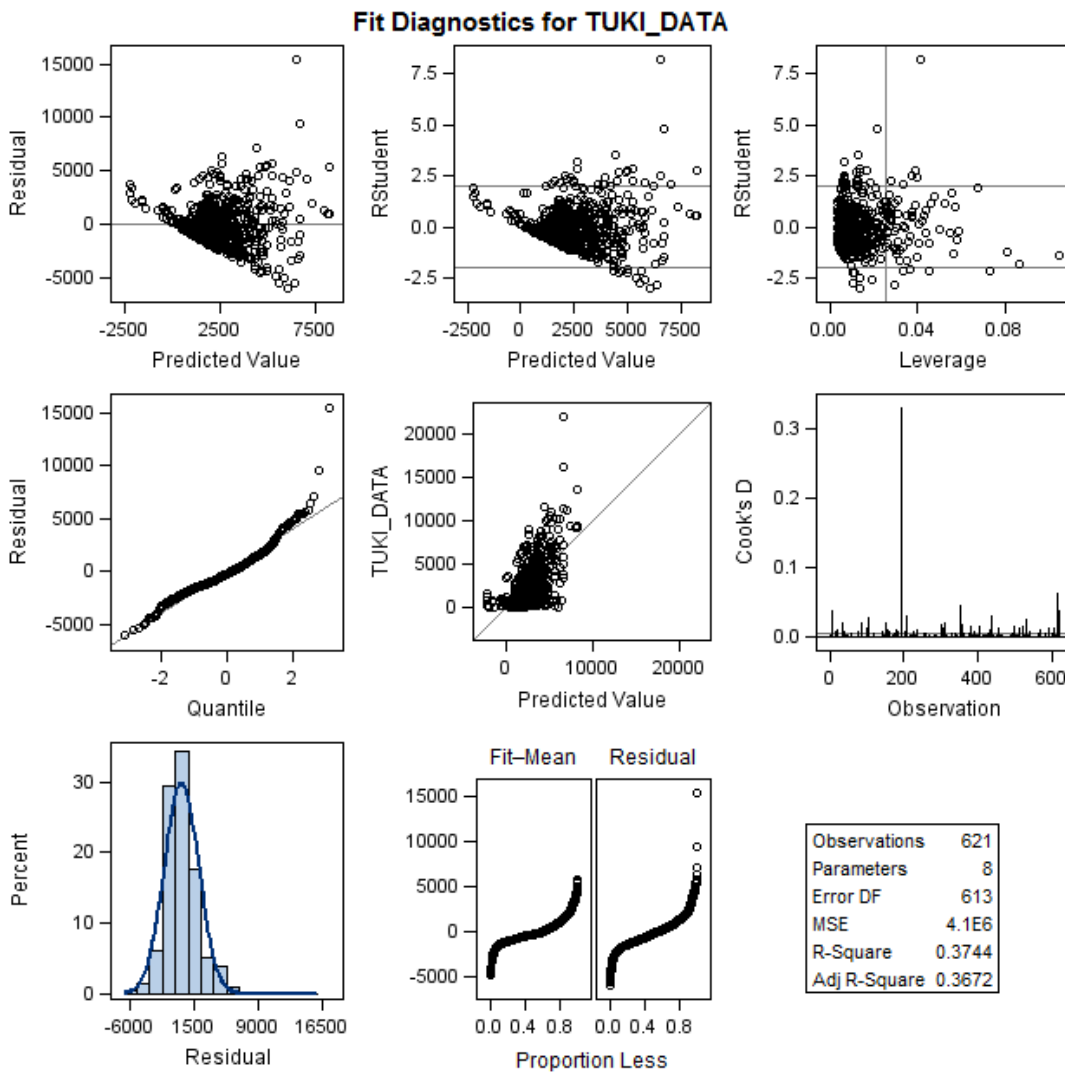 Fit Diagnostics for TUKI_DATA
Residual
15000
10000
5000
0
-5000
-2500 2500 7500
Predicted Value
RStudent
7.5
5.0
2.5
0.0
-2.5
-2500 0 2500 5000 7500
Predicted Value
RStudent
7.5
5.0
2.5
0.0
-2.5
0.00 0.04 0.08
Leverage
Residual
15000
10000
5000
0
-5000
-2 0 2
Quantile
TUKI_DATA
20000
15000
10000
5000
0
0 10000 20000
Predicted Value
Cook's D
0.3
0.2
0.1
0.0
0 200 400 600
Observation
Percent
30
20
10
0
-6000 1500 9000 16500
Residual
Fit–Mean Residual
15000
10000
5000
0
-5000
0.0 0.4 0.8 0.0 0.4 0.8
Proportion Less
Observations 621
Parameters 8
Error DF 613
MSE 4.1E6
R-Square 0.3744
Adj R-Square 0.3672